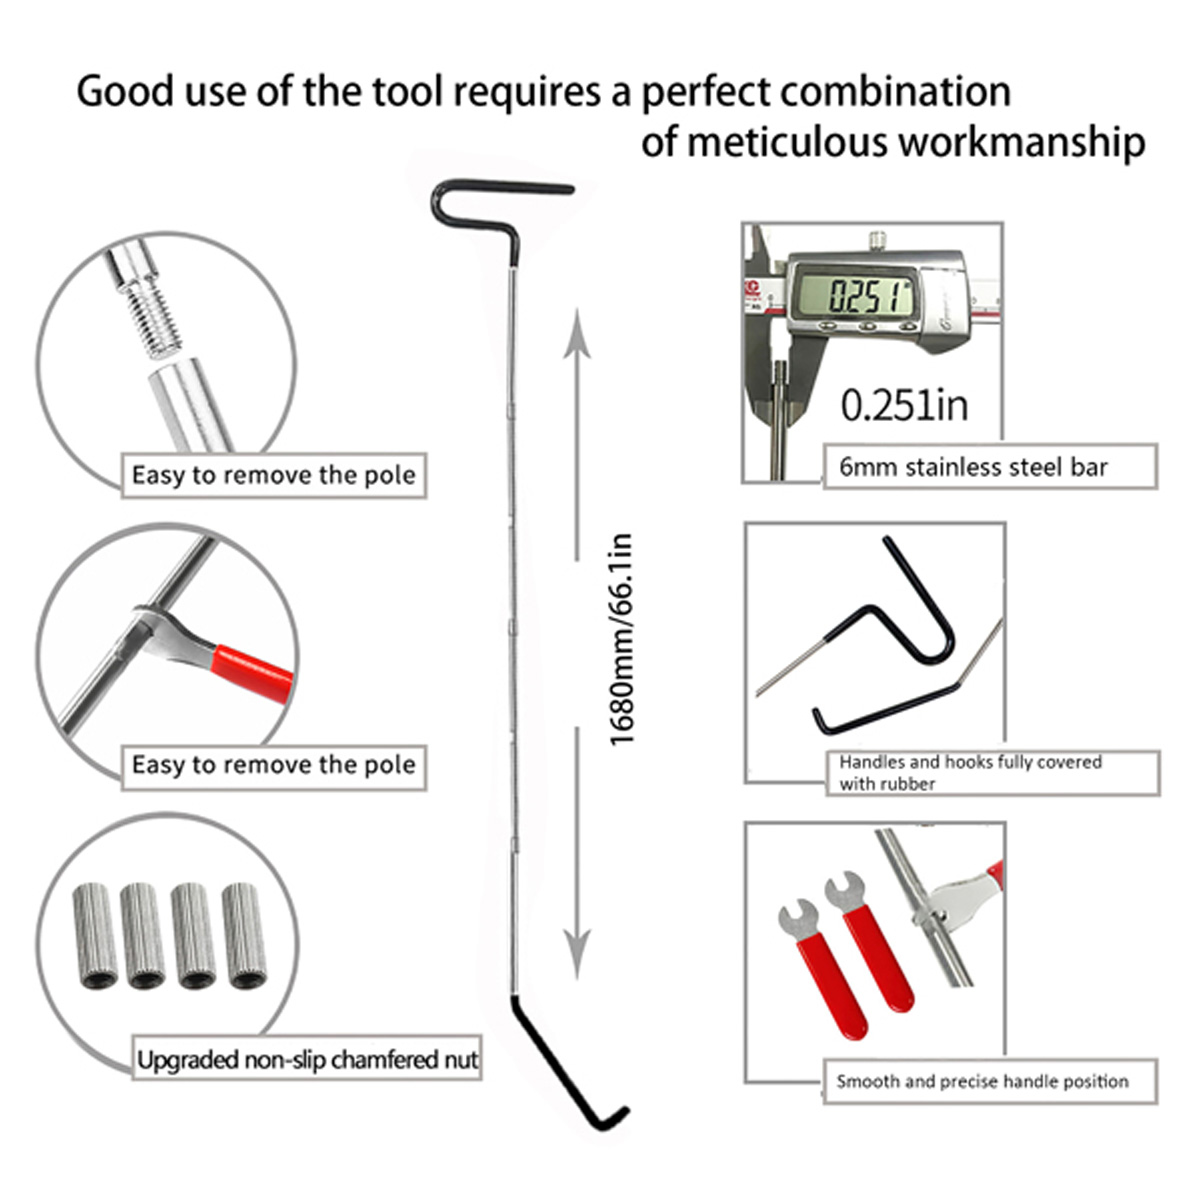 Good use of the tool requires a perfect combination
of meticulous workmanship
Easy to remove the pole
Easy to remove the pole
Upgraded non-slip chamfered nut
1680mm/66.1in
0.251
0.251in
6mm stainless steel bar
Handles and hooks fully covered
with rubber
Smooth and precise handle position